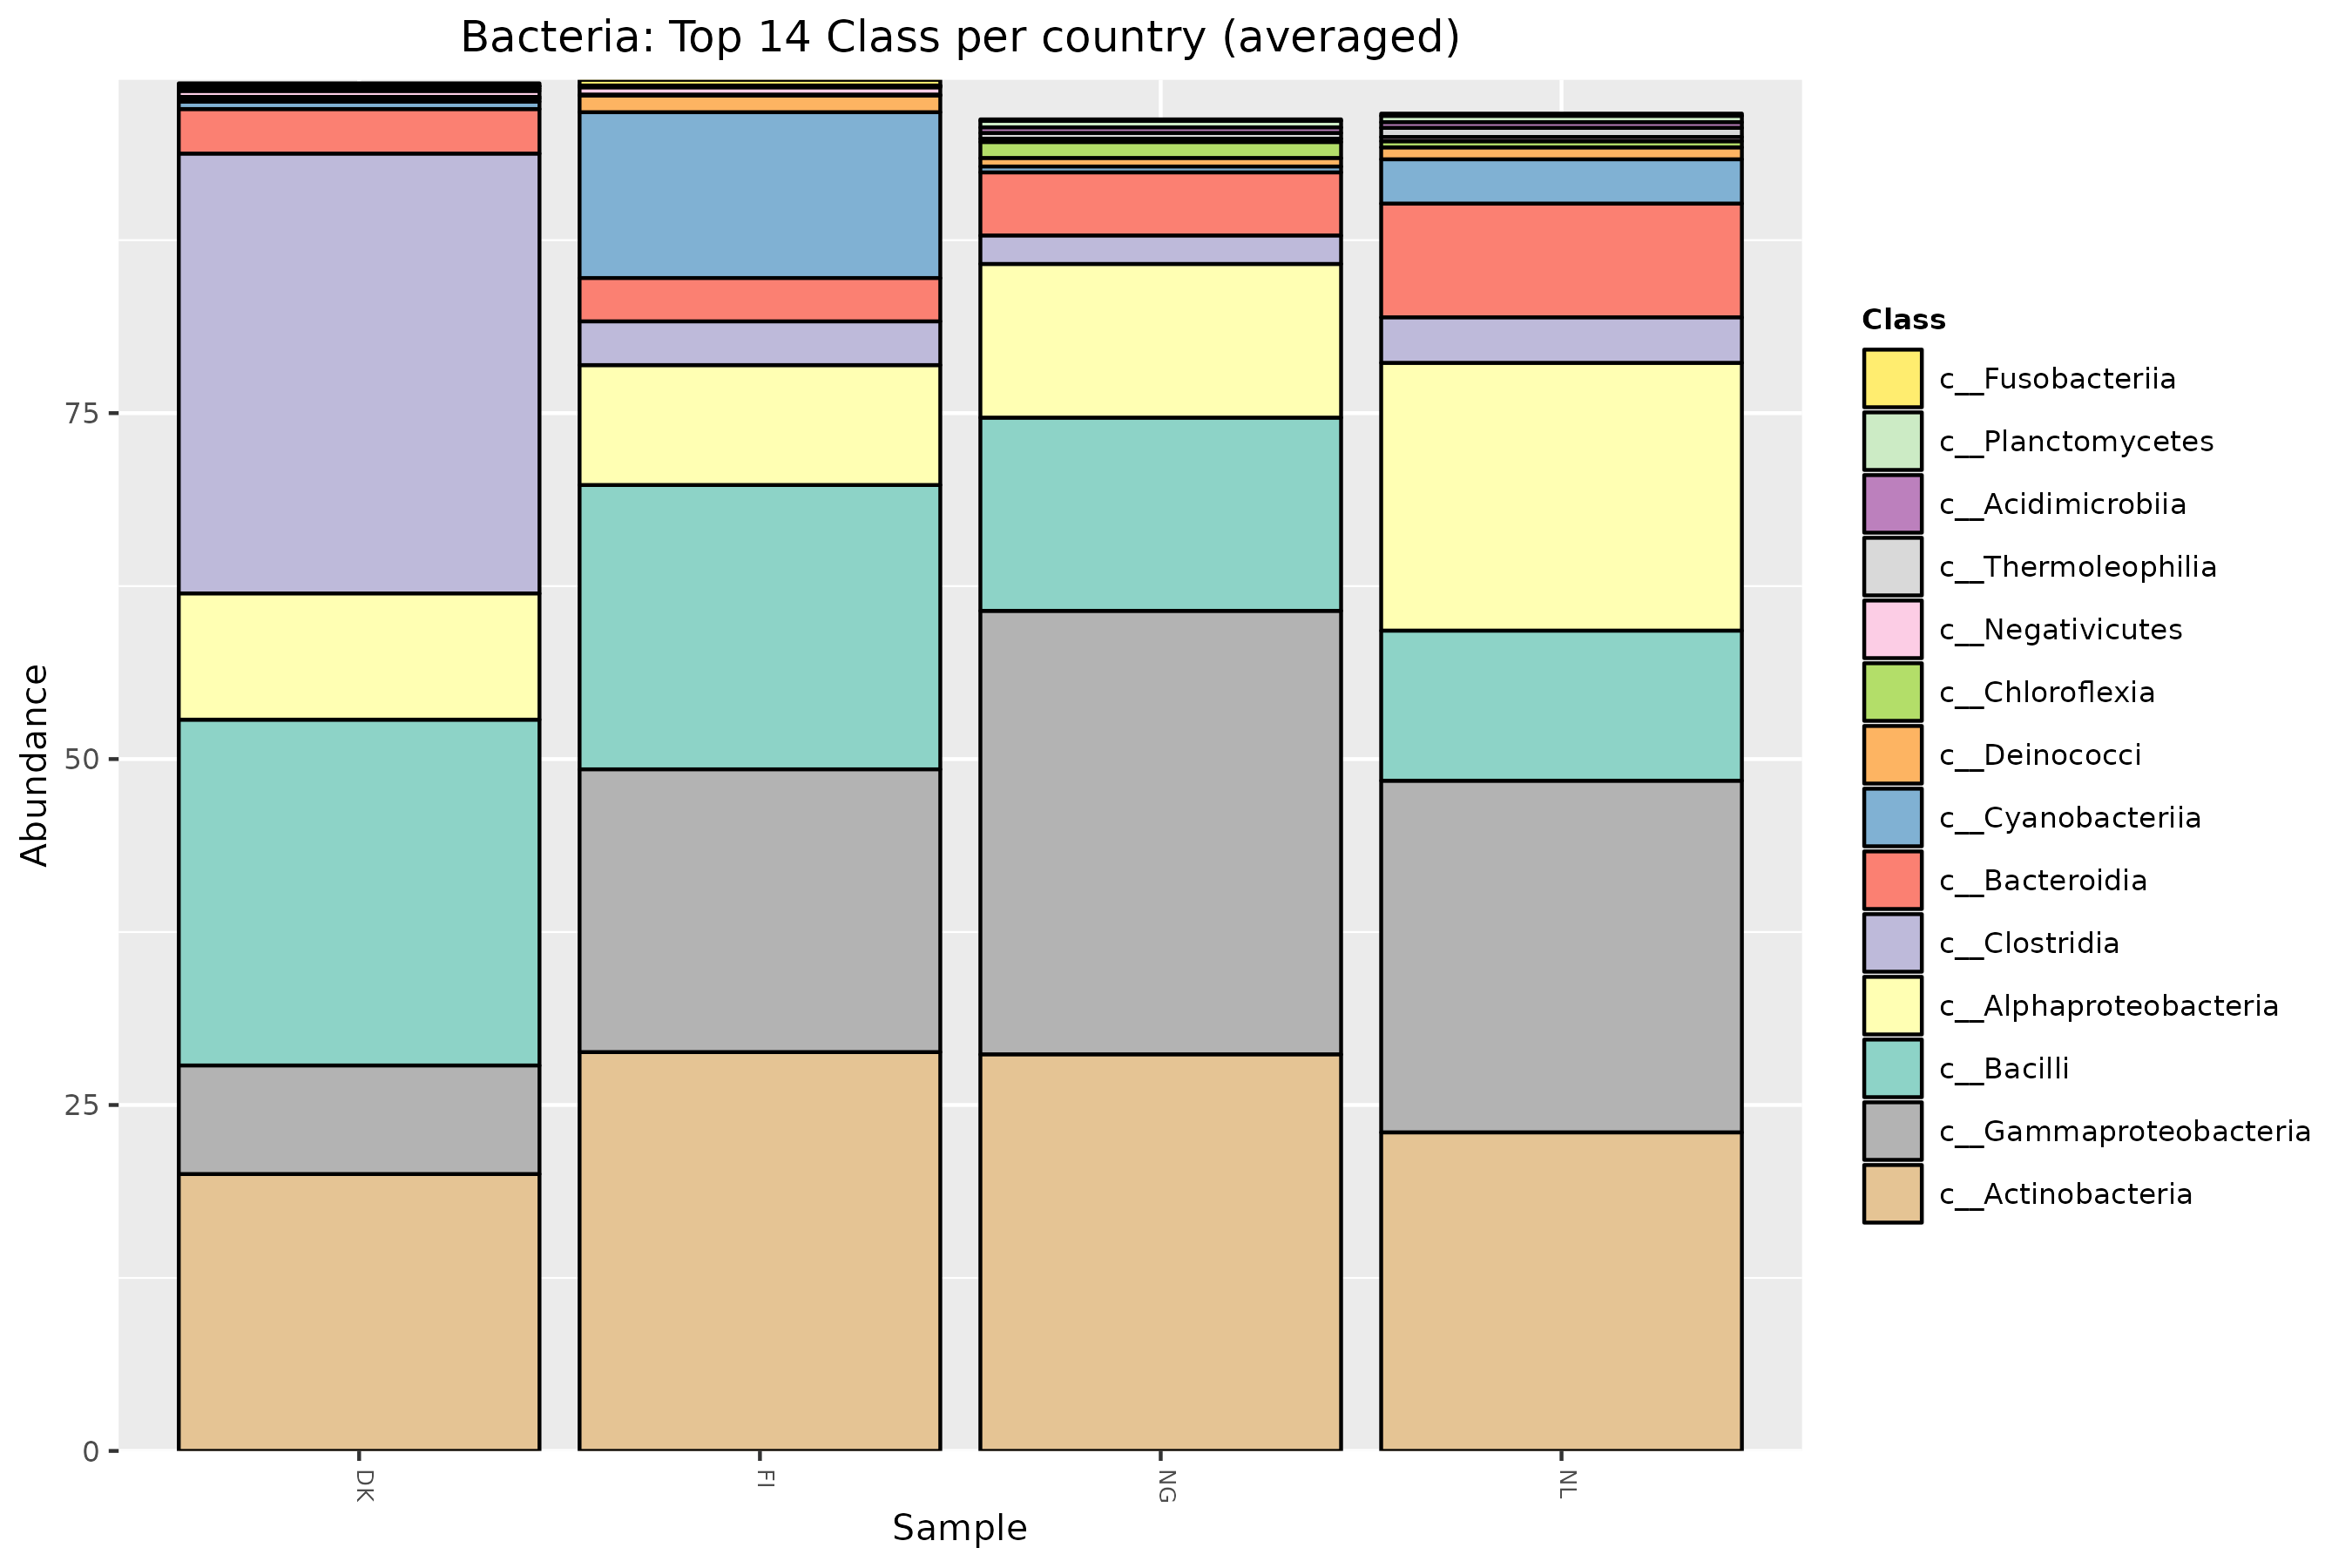 Bacteria: Top 14 Class per country (averaged)
Abundance
75
50
25
0
DK
FI
NG
NL
Sample
Class
c__Fusobacteriia
c__Planctomycetes
c__Acidimicrobiia
c__Thermoleophilia
c__Negativicutes
c__Chloroflexia
c__Deinococci
c__Cyanobacteriia
c__Bacteroidia
c__Clostridia
c__Alphaproteobacteria
c__Bacilli
c__Gammaproteobacteria
c__Actinobacteria